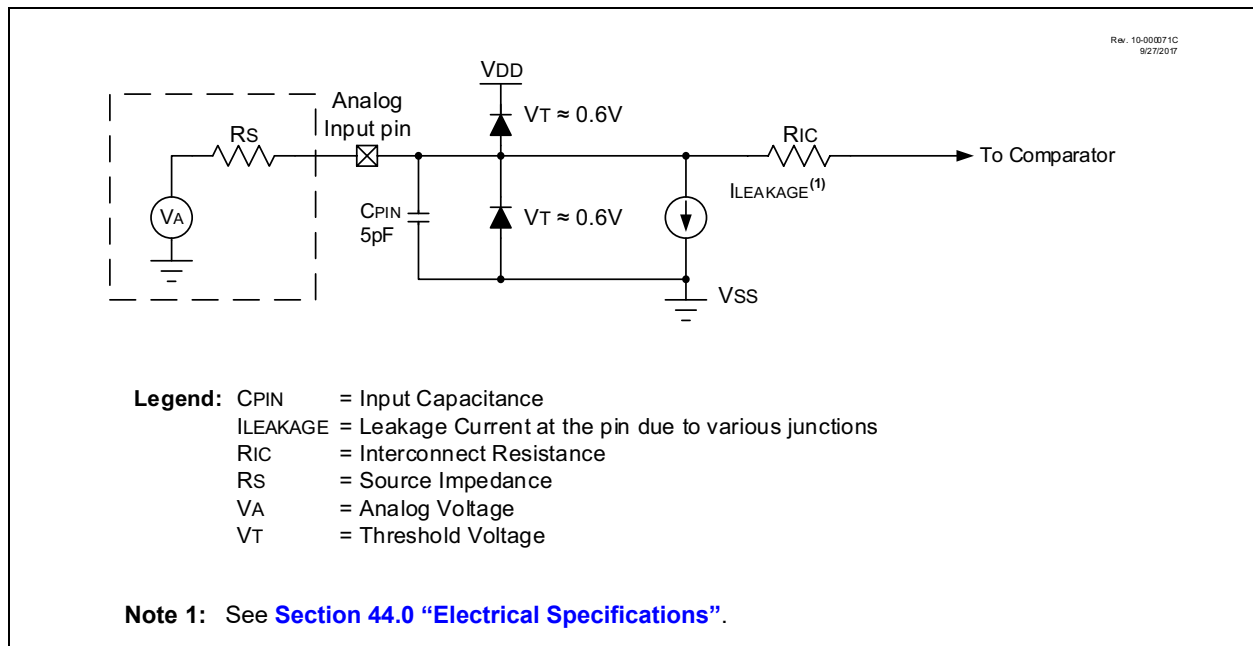 Rev. 10-000071C
9/27/2017
VDD
Analog
Input pin
VT ≈ 0.6V
RS
RIC
To Comparator
ILEAKAGE(1)
VA
CPIN
5pF
VT ≈ 0.6V
VSS
Legend: CPIN = Input Capacitance
ILEAKAGE = Leakage Current at the pin due to various junctions
RIC = Interconnect Resistance
RS = Source Impedance
VA = Analog Voltage
VT = Threshold Voltage
Note 1: See Section 44.0 “Electrical Specifications”.